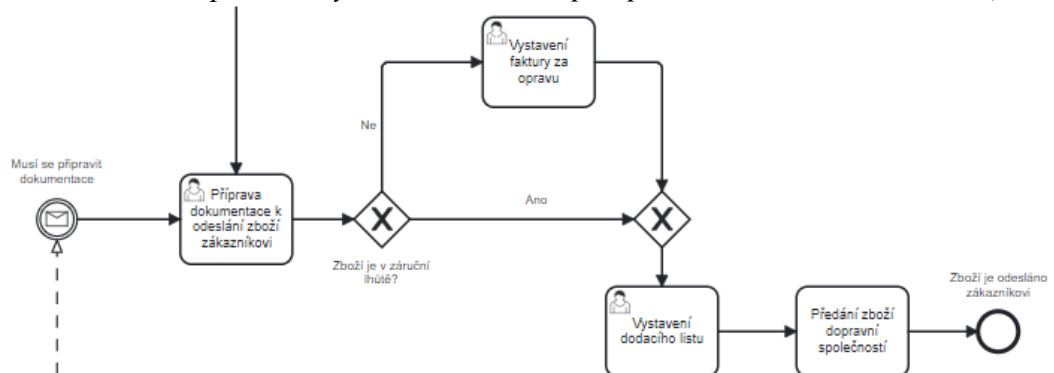 Vystavení
faktury za
opravu
Ne
Musí se připravit
dokumentace
Příprava
dokumentace k
odeslání zboží
zákazníkovi
Ano
Zboží je v záruční
lhůtě?
Zboží je odesláno
zákazníkovi
Vystavení
dodacího listu
Předání zboží
dopravní
společností